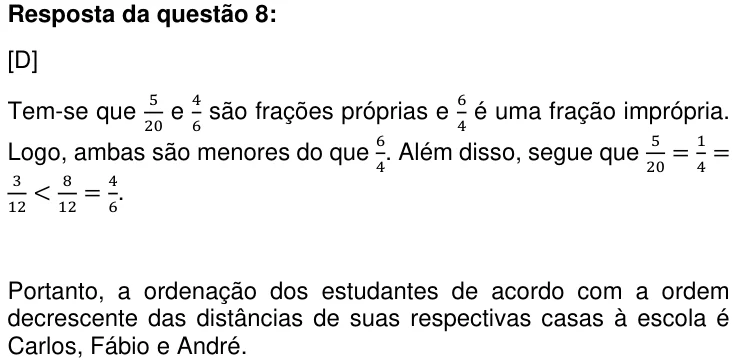 Resposta da questão 8:
[D]
Tem-se que 5/20 e 4/6 são frações próprias e 6/4 é uma fração imprópria.
Logo, ambas são menores do que 6/4. Além disso, segue que 5/20 = 1/4 =
3/12 < 8/12 = 4/6.
Portanto, a ordenação dos estudantes de acordo com a ordem
decrescente das distâncias de suas respectivas casas à escola é
Carlos, Fábio e André.